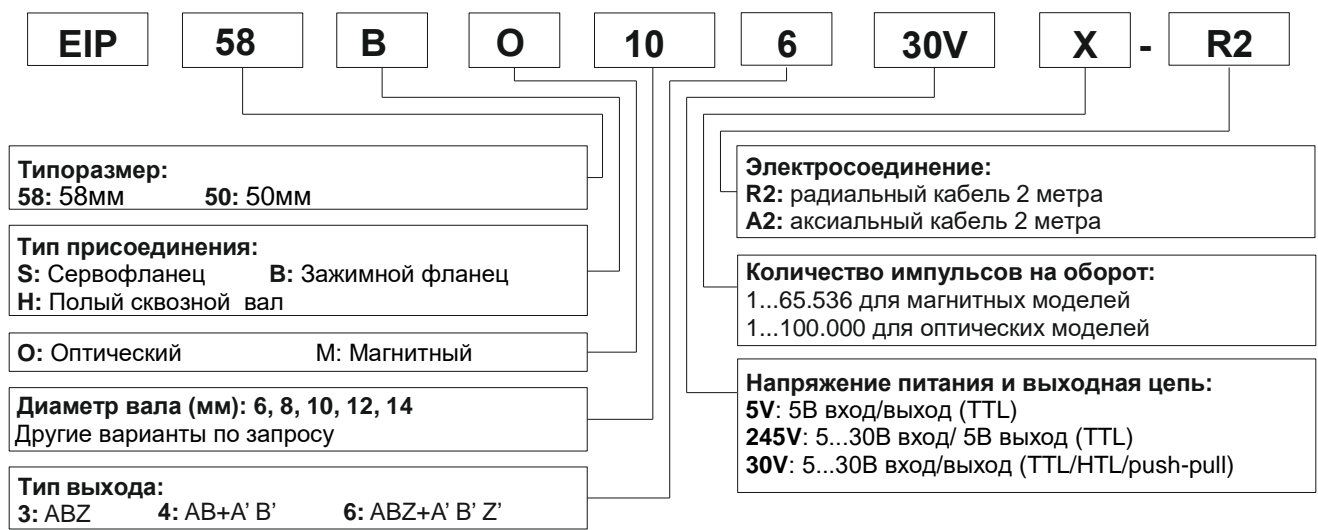 EIP 58 B O 10 6 30V X - R2
Типоразмер:
58: 58мм 50: 50мм
Тип присоединения:
S: Сервофланец B: Зажимной фланец
H: Полый сквозной вал
O: Оптический М: Магнитный
Диаметр вала (мм): 6, 8, 10, 12, 14
Другие варианты по запросу
Тип выхода:
3: ABZ 4: AB+A’ B’ 6: ABZ+A’ B’ Z’
Электросоединение:
R2: радиальный кабель 2 метра
A2: аксиальный кабель 2 метра
Количество импульсов на оборот:
1...65.536 для магнитных моделей
1...100.000 для оптических моделей
Напряжение питания и выходная цепь:
5V: 5В вход/выход (TTL)
245V: 5...30В вход/ 5В выход (TTL)
30V: 5...30В вход/выход (TTL/HTL/push-pull)